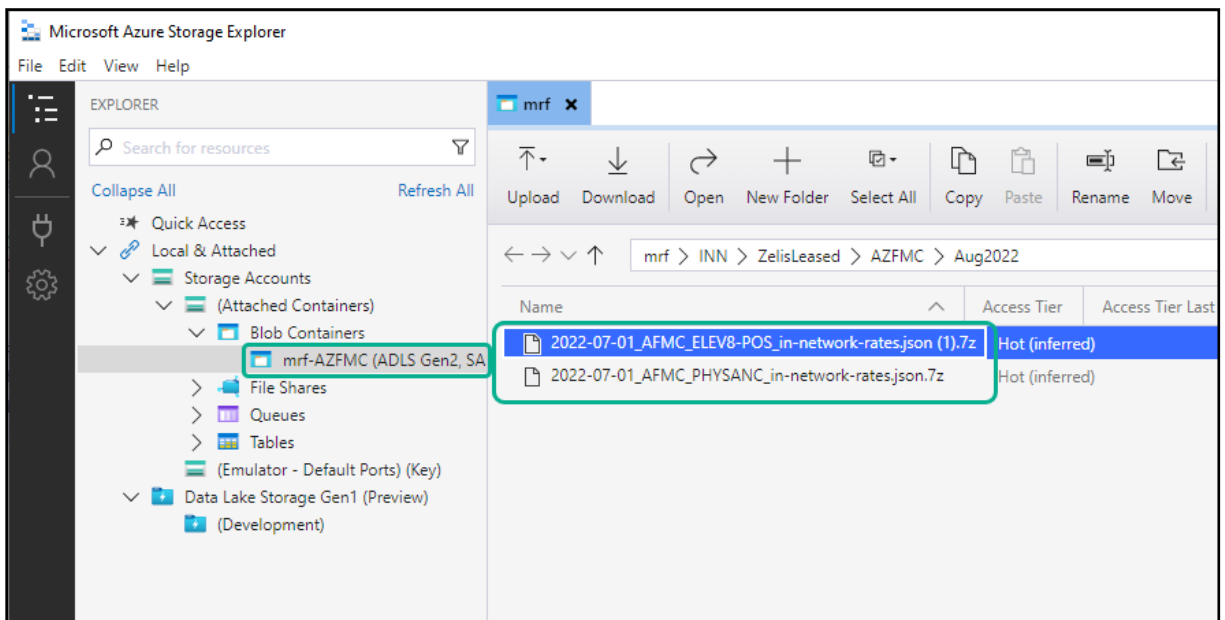 Microsoft Azure Storage Explorer
File Edit View Help
EXPLORER
Search for resources
Collapse All Refresh All
Quick Access
Local & Attached
Storage Accounts
(Attached Containers)
Blob Containers
mrf-AZFMC (ADLS Gen2, SA
File Shares
Queues
Tables
(Emulator - Default Ports) (Key)
Data Lake Storage Gen1 (Preview)
(Development)
mrf
Upload Download Open New Folder Select All Copy Paste Rename Move
mrf > INN > ZelisLeased > AZFMC > Aug2022
Name Access Tier Access Tier Last
2022-07-01_AFMC_ELEV8-POS_in-network-rates.json (1).7z Hot (inferred)
2022-07-01_AFMC_PHYSANC_in-network-rates.json.7z Hot (inferred)